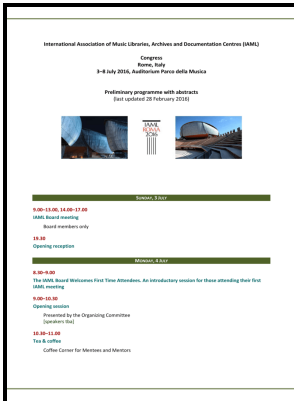 International Association of Music Libraries, Archives and Documentation Centres (IAML)
Congress
Rome, Italy
3–8 July 2016, Auditorium Parco della Musica
Preliminary programme with abstracts
(last updated 28 February 2016)
IAML
ROMA
2016
SUNDAY, 3 JULY
9.00–13.00, 14.00–17.00
IAML Board meeting
Board members only
19.30
Opening reception
MONDAY, 4 JULY
8.30–9.00
The IAML Board Welcomes First Time Attendees. An introductory session for those attending their first
IAML meeting
9.00–10.30
Opening session
Presented by the Organizing Committee
[speakers tba]
10.30–11.00
Tea & coffee
Coffee Corner for Mentees and Mentors